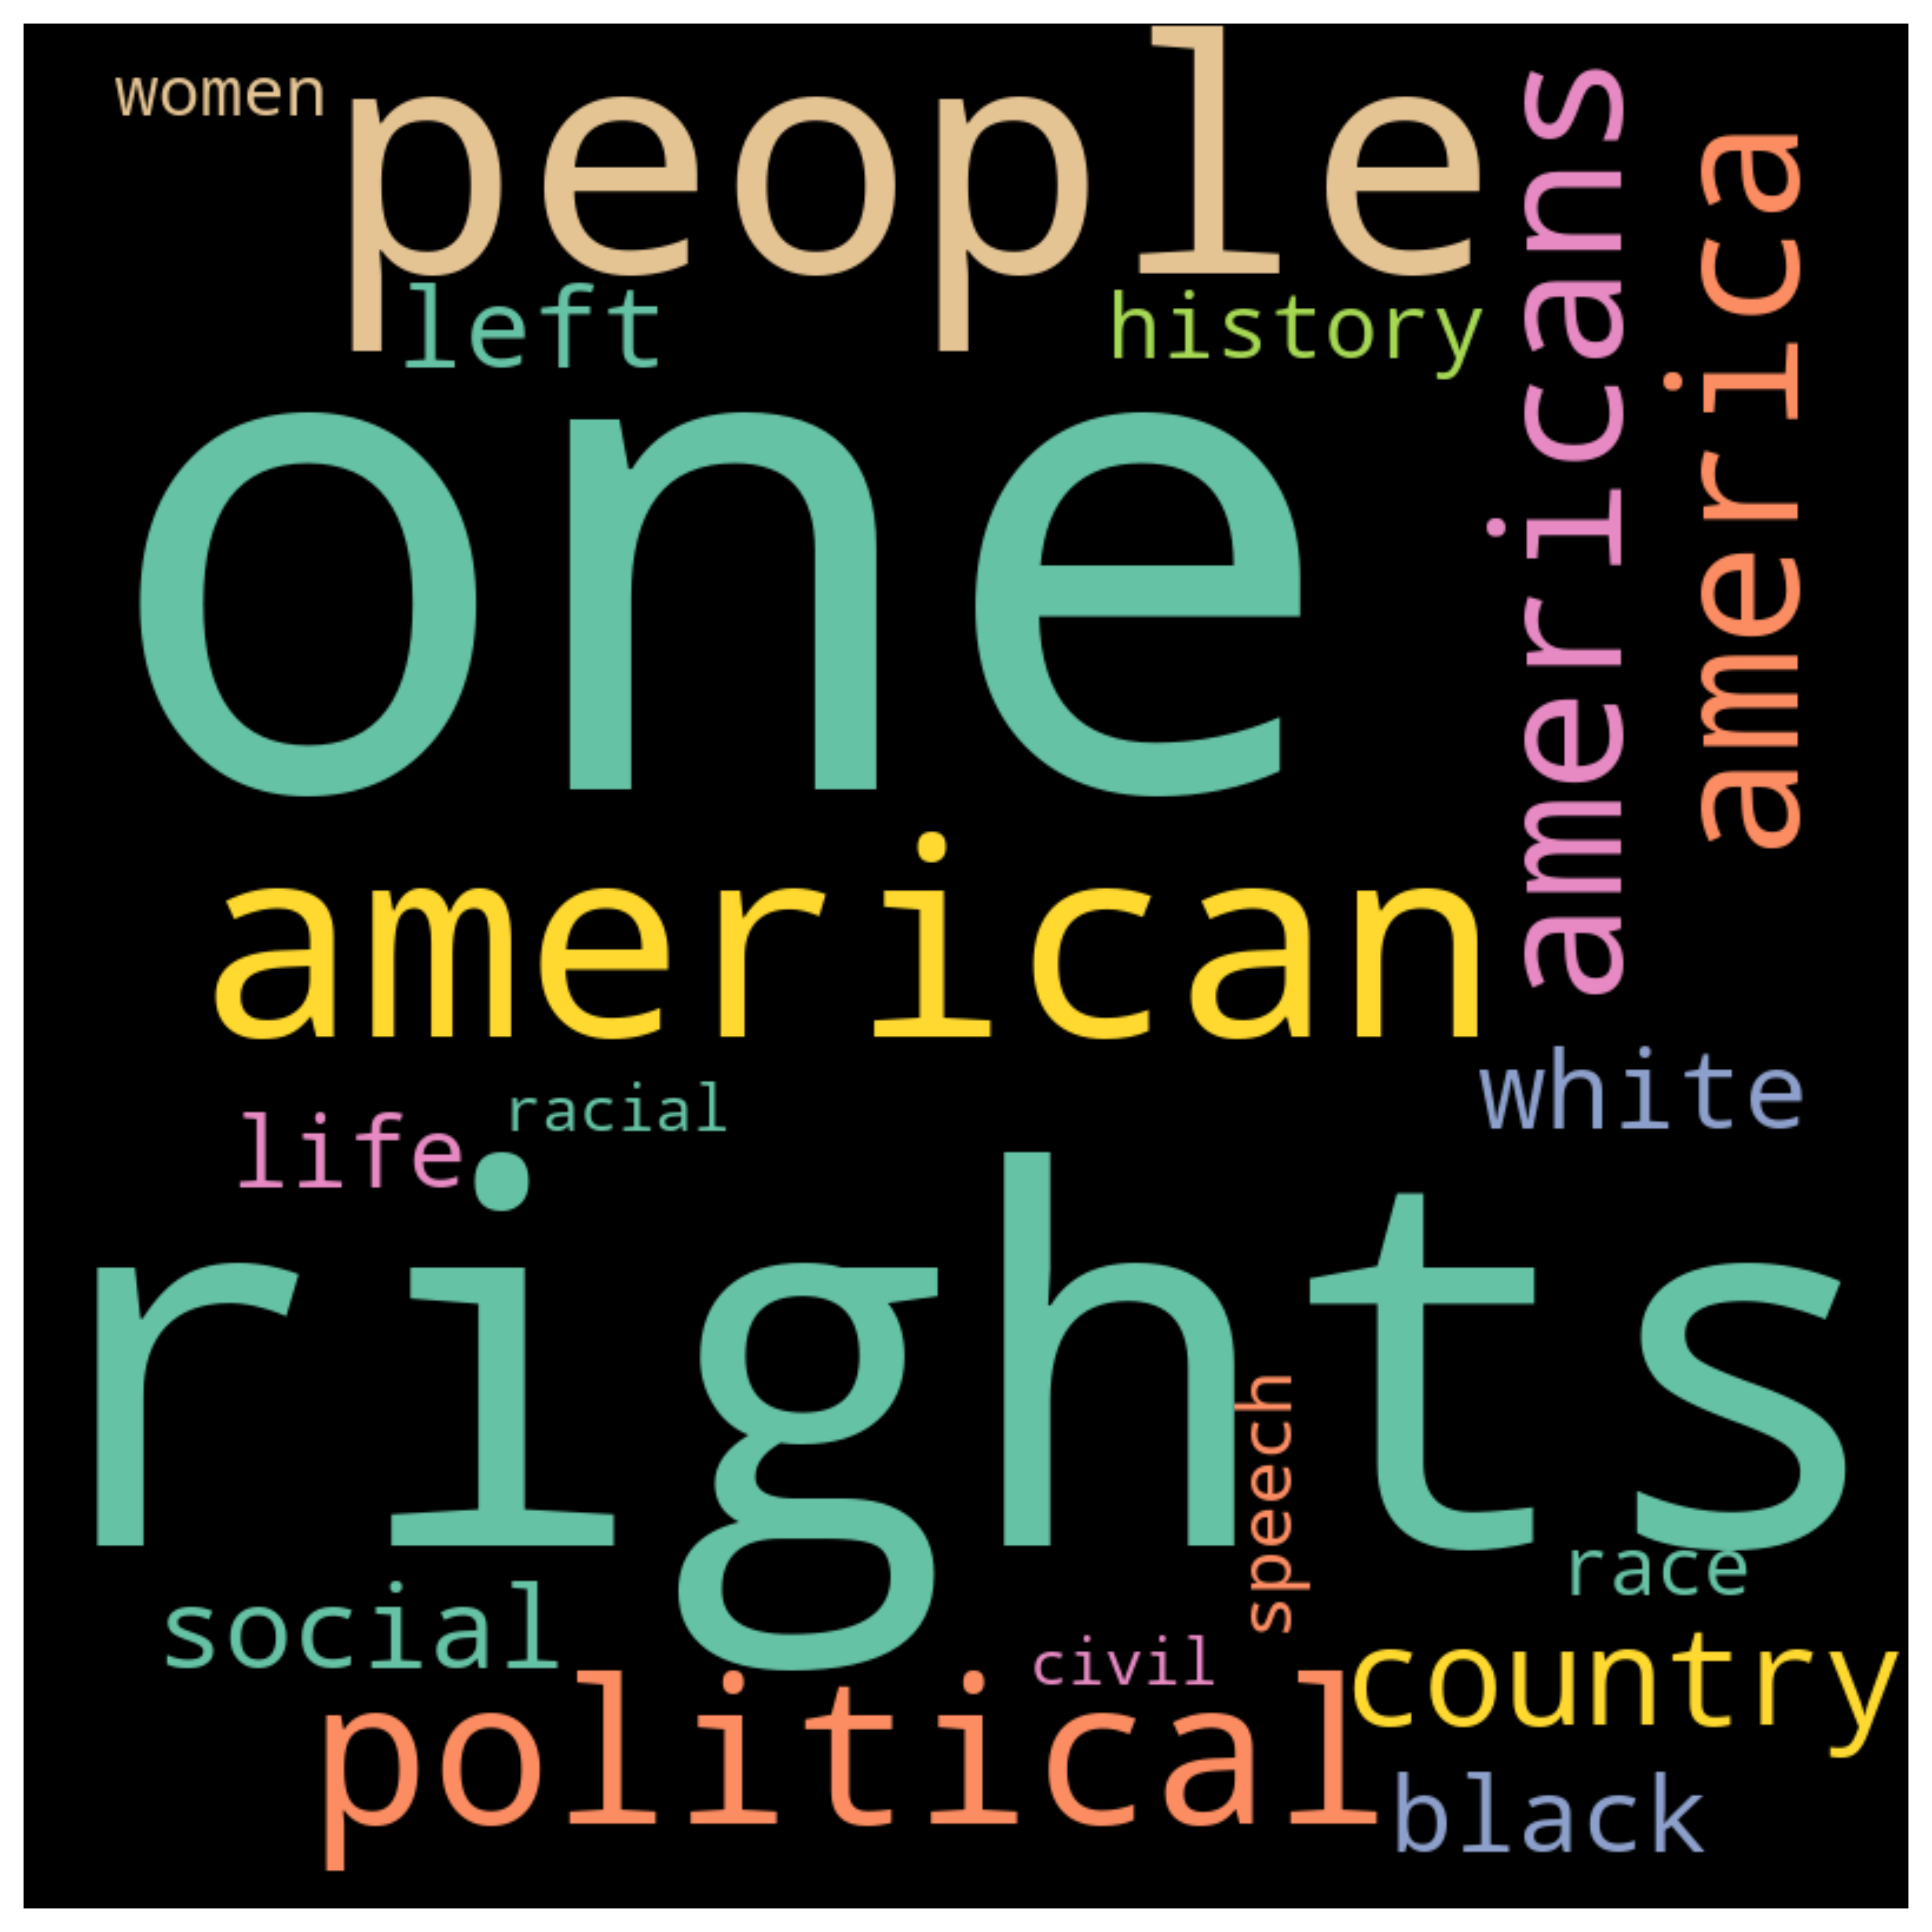 women
people
americans
america
left
history
one
american
white
racial
life
rights
speech
race
social
civil
country
political
black